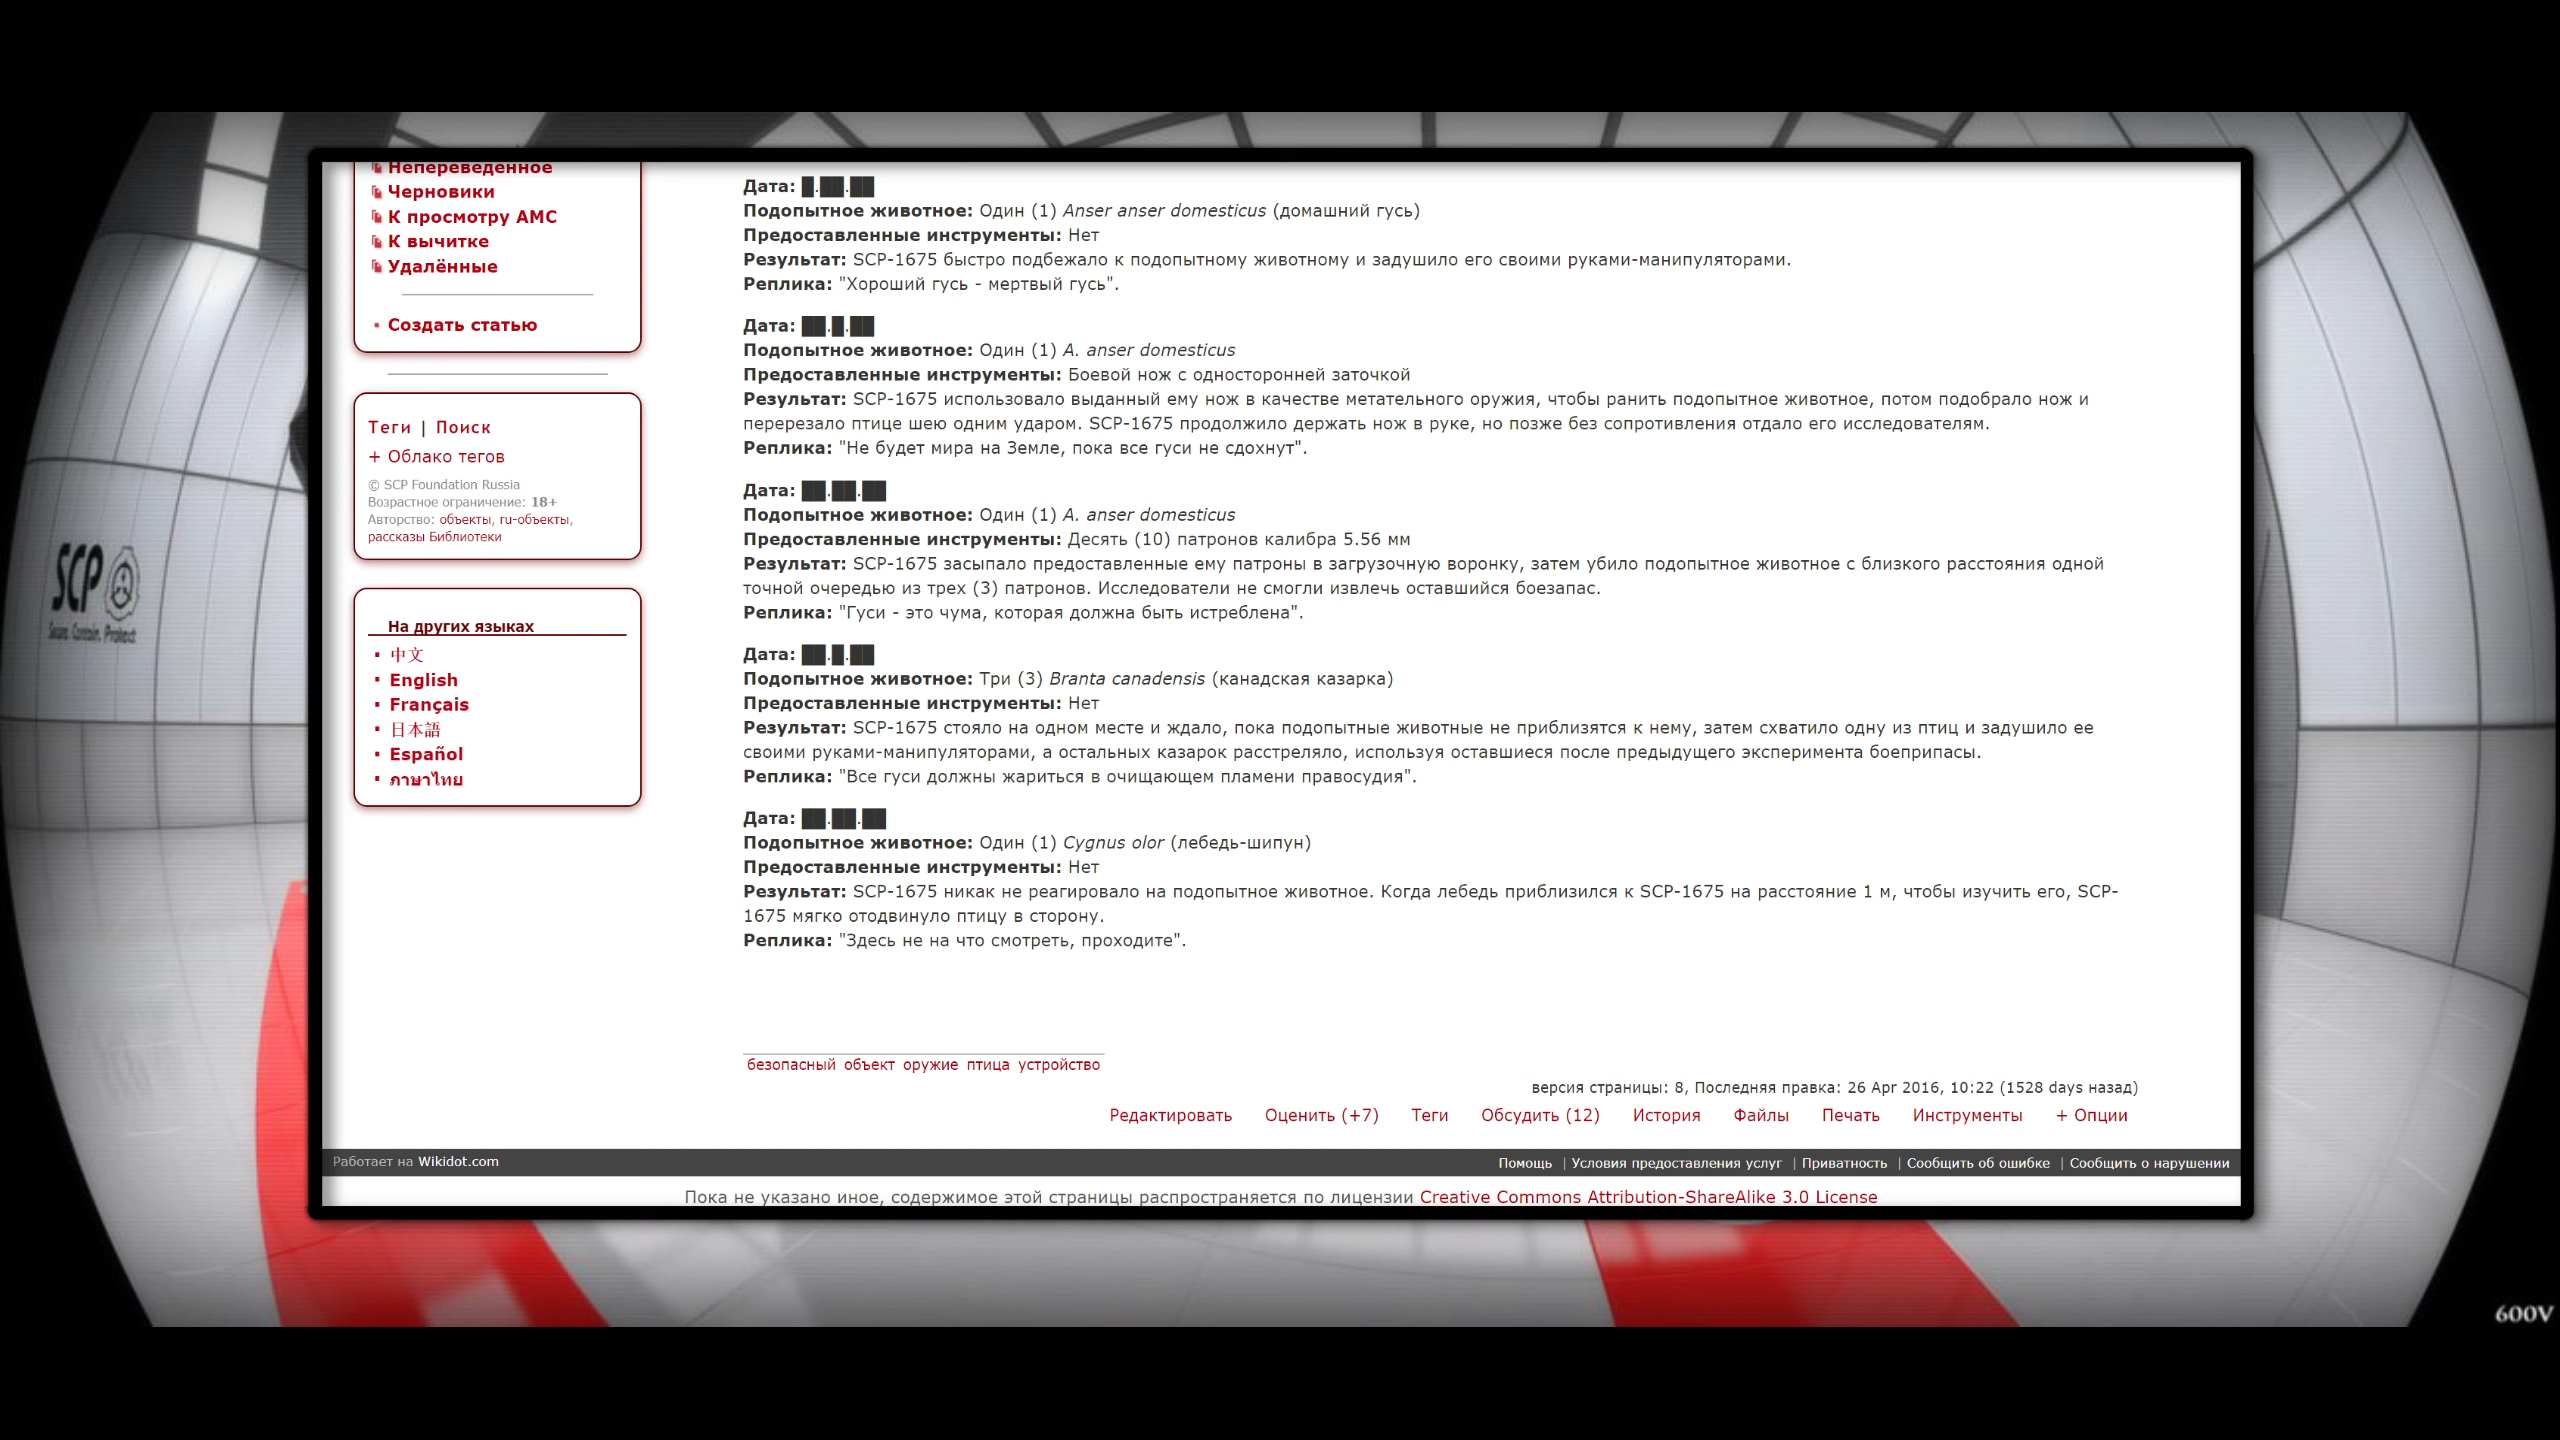 Непереведенное
Черновики
К просмотру АМС
К вычитке
Удалённые
Создать статью
Теги | Поиск
+ Облако тегов
© SCP Foundation Russia
Возрастное ограничение: 18+
Авторство: объекты, ru-объекты,
рассказы Библиотеки
На других языках
中文
English
Français
日本語
Español
ภาษาไทย
Дата: █.██.██
Подопытное животное: Один (1) Anser anser domesticus (домашний гусь)
Предоставленные инструменты: Нет
Результат: SCP-1675 быстро подбежало к подопытному животному и задушило его своими руками-манипуляторами.
Реплика: "Хороший гусь - мертвый гусь".
Дата: ██.█.██
Подопытное животное: Один (1) A. anser domesticus
Предоставленные инструменты: Боевой нож с односторонней заточкой
Результат: SCP-1675 использовало выданный ему нож в качестве метательного оружия, чтобы ранить подопытное животное, потом подобрало нож и
перерезало птице шею одним ударом. SCP-1675 продолжило держать нож в руке, но позже без сопротивления отдало его исследователям.
Реплика: "Не будет мира на Земле, пока все гуси не сдохнут".
Дата: ██.██.██
Подопытное животное: Один (1) A. anser domesticus
Предоставленные инструменты: Десять (10) патронов калибра 5.56 мм
Результат: SCP-1675 засыпало предоставленные ему патроны в загрузочную воронку, затем убило подопытное животное с близкого расстояния одной
точной очередью из трех (3) патронов. Исследователи не смогли извлечь оставшийся боезапас.
Реплика: "Гуси - это чума, которая должна быть истреблена".
Дата: ██.█.██
Подопытное животное: Три (3) Branta canadensis (канадская казарка)
Предоставленные инструменты: Нет
Результат: SCP-1675 стояло на одном месте и ждало, пока подопытные животные не приблизятся к нему, затем схватило одну из птиц и задушило ее
своими руками-манипуляторами, а остальных казарок расстреляло, используя оставшиеся после предыдущего эксперимента боеприпасы.
Реплика: "Все гуси должны жариться в очищающем пламени правосудия".
Дата: ██.██.██
Подопытное животное: Один (1) Cygnus olor (лебедь-шипун)
Предоставленные инструменты: Нет
Результат: SCP-1675 никак не реагировало на подопытное животное. Когда лебедь приблизился к SCP-1675 на расстояние 1 м, чтобы изучить его, SCP-
1675 мягко отодвинуло птицу в сторону.
Реплика: "Здесь не на что смотреть, проходите".
безопасный объект оружие птица устройство
версия страницы: 8, Последняя правка: 26 Apr 2016, 10:22 (1528 days назад)
Редактировать Оценить (+7) Теги Обсудить (12) История Файлы Печать Инструменты + Опции
Работает на Wikidot.com
Помощь | Условия предоставления услуг | Приватность | Сообщить об ошибке | Сообщить о нарушении
Пока не указано иное, содержимое этой страницы распространяется по лицензии Creative Commons Attribution-ShareAlike 3.0 License
SCP
Secure. Contain. Protect
600V